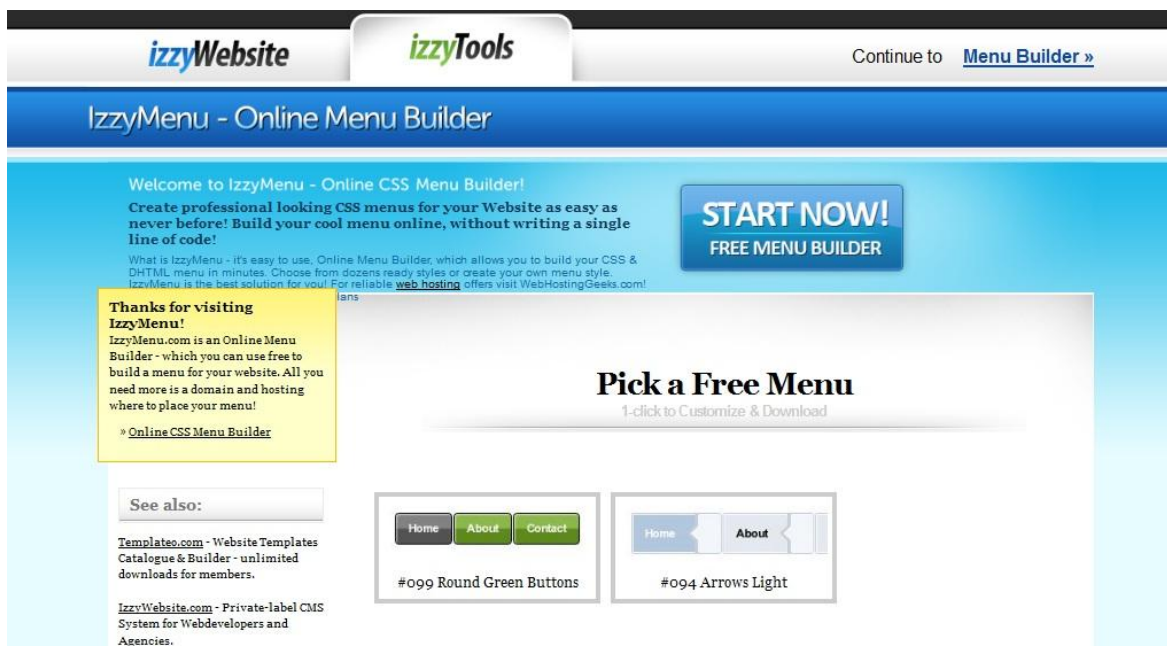 izzyWebsite
izzyTools
Continue to Menu Builder »
IzzyMenu - Online Menu Builder
Welcome to IzzyMenu - Online CSS Menu Builder!
Create professional looking CSS menus for your Website as easy as
never before! Build your cool menu online, without writing a single
line of code!
What is IzzyMenu - it's easy to use, Online Menu Builder, which allows you to build your CSS &
DHTML menu in minutes. Choose from dozens ready styles or create your own menu style.
IzzyMenu is the best solution for you! For reliable web hosting offers visit WebHostingGeeks.com!
START NOW!
FREE MENU BUILDER
Thanks for visiting
IzzyMenu!
IzzyMenu.com is an Online Menu
Builder - which you can use free to
build a menu for your website. All you
need more is a domain and hosting
where to place your menu!
» Online CSS Menu Builder
See also:
Templateo.com - Website Templates
Catalogue & Builder - unlimited
downloads for members.
IzzyWebsite.com - Private-label CMS
System for Webdevelopers and
Agencies.
Pick a Free Menu
1-click to Customize & Download
Home About Contact
#099 Round Green Buttons
Home About
#094 Arrows Light